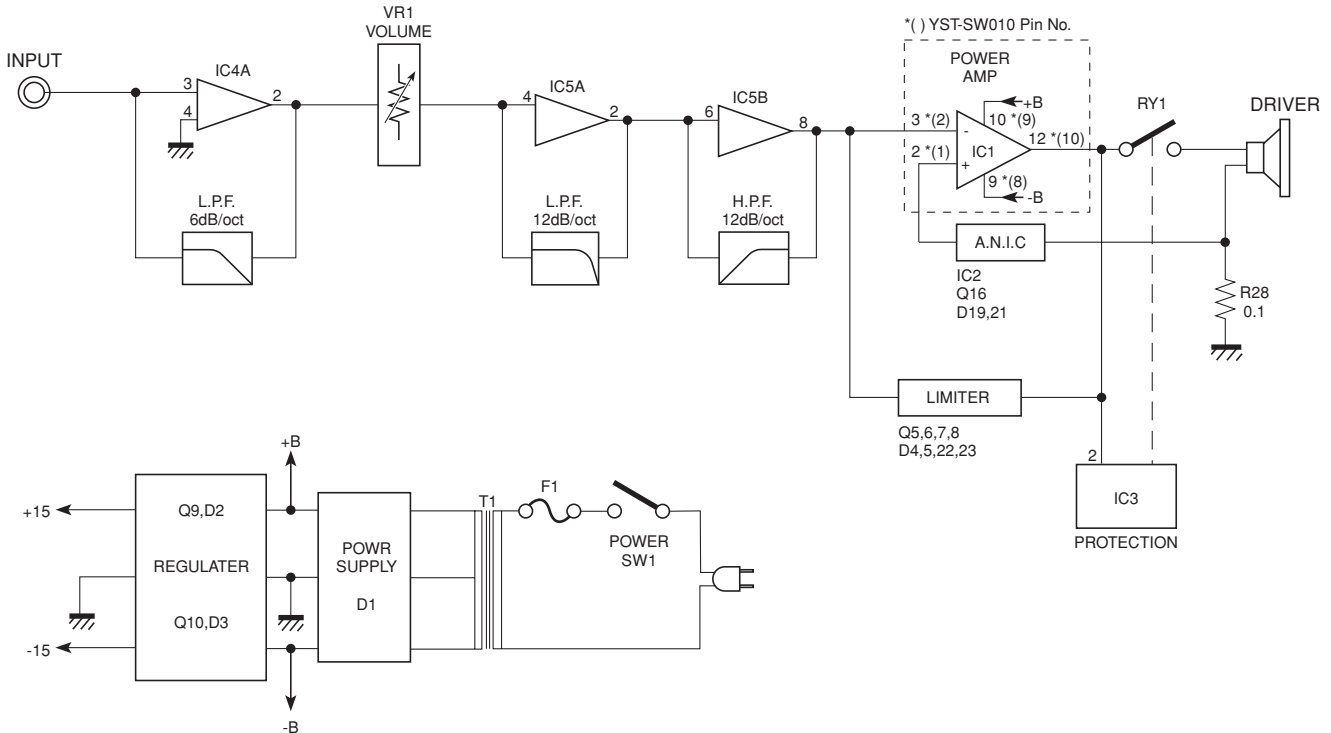 *( ) YST-SW010 Pin No.
INPUT
VR1
VOLUME
IC4A
3
4
2
L.P.F.
6dB/oct
IC5A
4
2
L.P.F.
12dB/oct
IC5B
6
8
H.P.F.
12dB/oct
POWER
AMP
+B
10 *(9)
3 *(2)
-
IC1
2 *(1)
+
12 *(10)
9 *(8)
-B
RY1
DRIVER
A.N.I.C
IC2
Q16
D19,21
R28
0.1
LIMITER
Q5,6,7,8
D4,5,22,23
2
IC3
PROTECTION
+B
+15
Q9,D2
REGULATER
Q10,D3
-15
-B
POWR
SUPPLY
D1
T1
F1
POWER
SW1